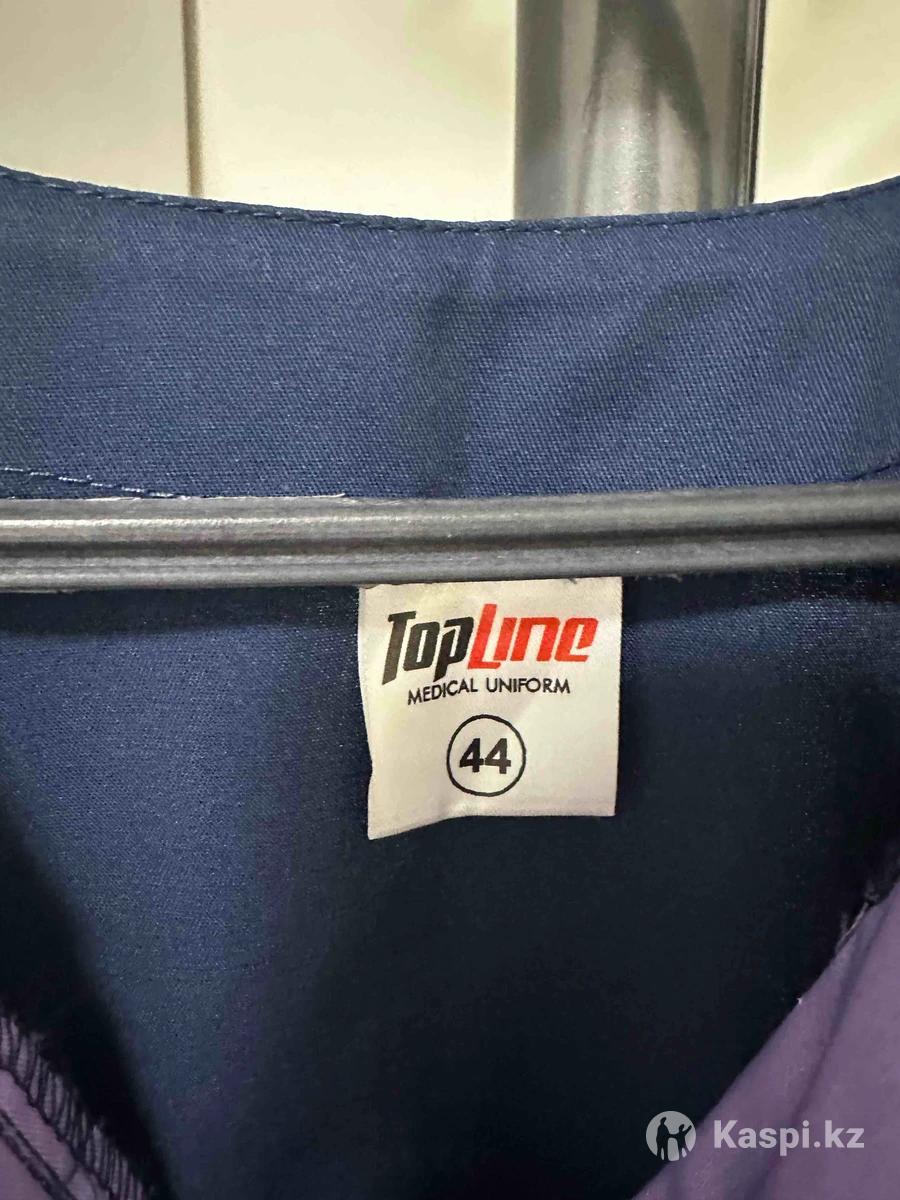 TopLine
MEDICAL UNIFORM
44
Kaspi.kz